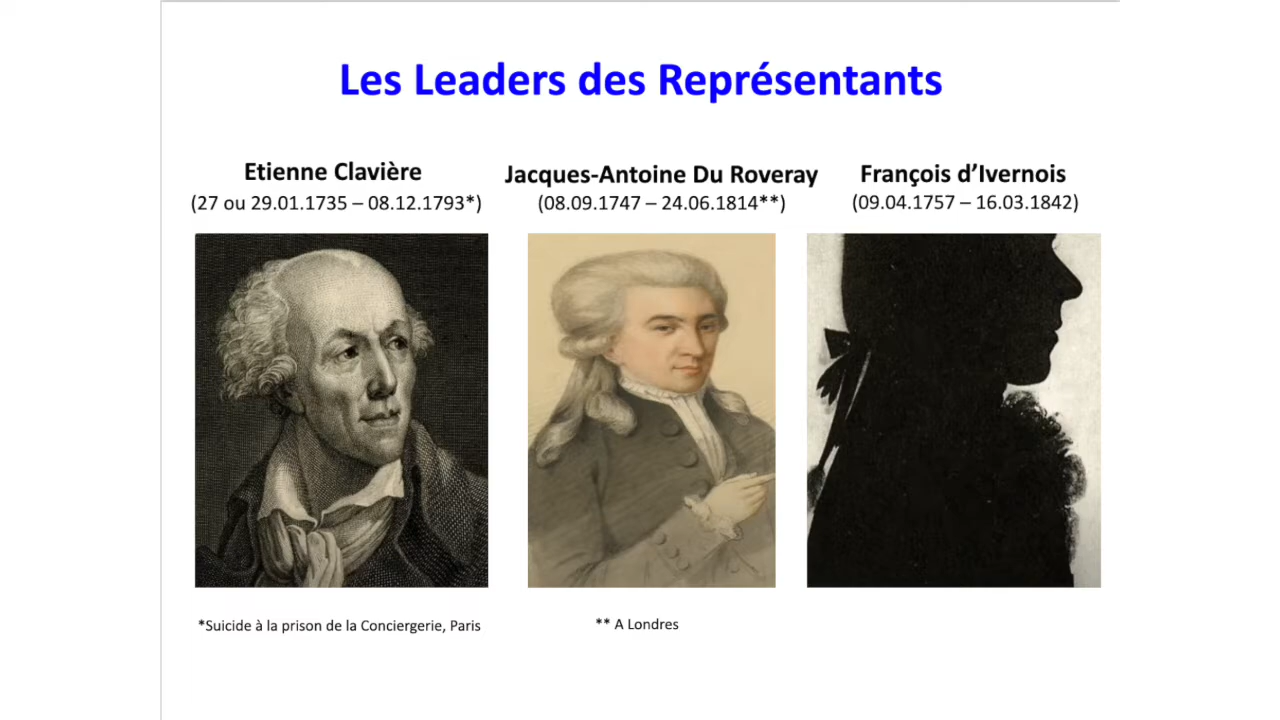 Les Leaders des Représentants
Etienne Clavière
(27 ou 29.01.1735 – 08.12.1793*)
Jacques-Antoine Du Roveray
(08.09.1747 – 24.06.1814**)
François d’Ivernois
(09.04.1757 – 16.03.1842)
*Suicide à la prison de la Conciergerie, Paris
** A Londres